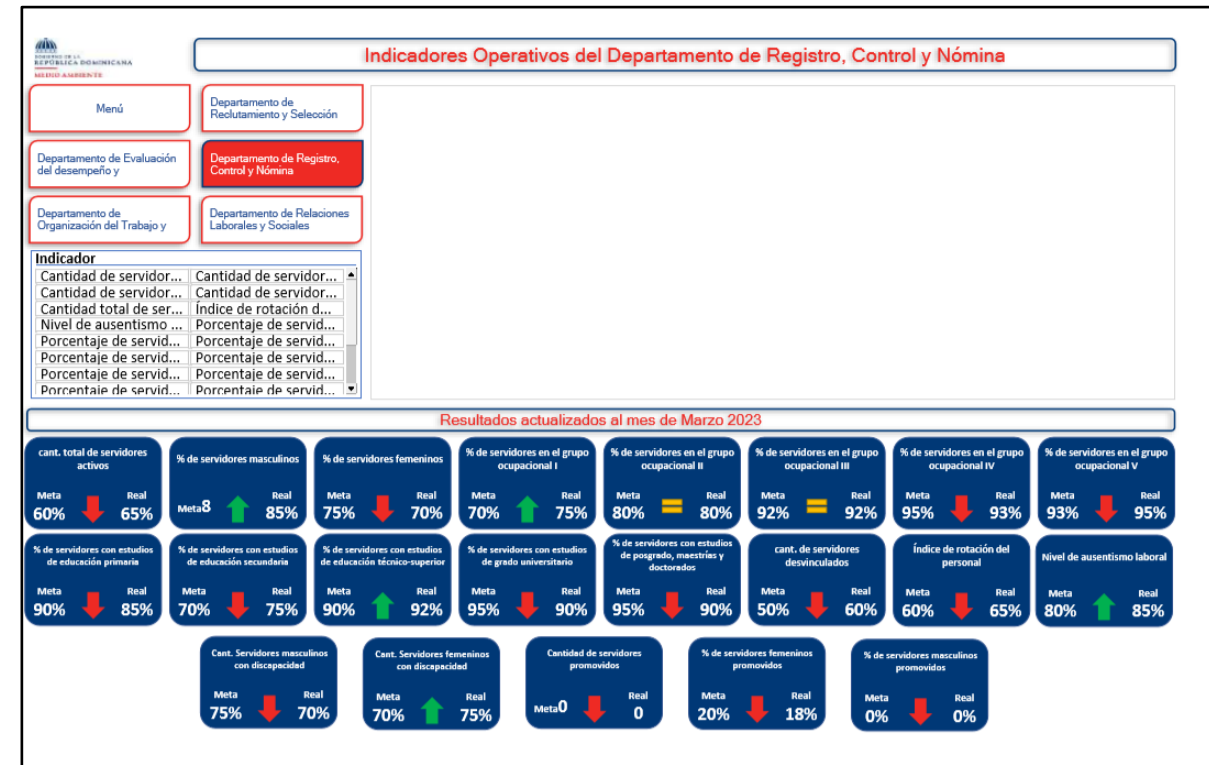 GOBIERNO DE LA
REPÚBLICA DOMINICANA
MEDIO AMBIENTE
Indicadores Operativos del Departamento de Registro, Control y Nómina
Menú
Departamento de
Reclutamiento y Selección
Departamento de Evaluación
del desempeño y
Departamento de Registro,
Control y Nómina
Departamento de
Organización del Trabajo y
Departamento de Relaciones
Laborales y Sociales
Indicador
Cantidad de servidor... Cantidad de servidor...
Cantidad de servidor... Cantidad de servidor...
Cantidad total de ser... Índice de rotación d...
Nivel de ausentismo ... Porcentaje de servid...
Porcentaje de servid... Porcentaje de servid...
Porcentaje de servid... Porcentaje de servid...
Porcentaje de servid... Porcentaje de servid...
Porcentaje de servid... Porcentaje de servid...
Resultados actualizados al mes de Marzo 2023
cant. total de servidores
activos
Meta Real
60% 65%
% de servidores masculinos
Real
Meta8 85%
% de servidores femeninos
Meta Real
75% 70%
% de servidores en el grupo
ocupacional I
Meta Real
70% 75%
% de servidores en el grupo
ocupacional II
Meta Real
80% = 80%
% de servidores en el grupo
ocupacional III
Meta Real
92% = 92%
% de servidores en el grupo
ocupacional IV
Meta Real
95% 93%
% de servidores en el grupo
ocupacional V
Meta Real
93% 95%
% de servidores con estudios
de educación primaria
Meta Real
90% 85%
% de servidores con estudios
de educación secundaria
Meta Real
70% 75%
% de servidores con estudios
de educación técnico-superior
Meta Real
90% 92%
% de servidores con estudios
de grado universitario
Meta Real
95% 90%
% de servidores con estudios
de posgrado, maestrías y
doctorados
Meta Real
95% 90%
cant. de servidores
desvinculados
Meta Real
50% 60%
Índice de rotación del
personal
Meta Real
60% 65%
Nivel de ausentismo laboral
Meta Real
80% 85%
Cant. Servidores masculinos
con discapacidad
Meta Real
75% 70%
Cant. Servidores femeninos
con discapacidad
Meta Real
70% 75%
Cantidad de servidores
promovidos
Real
Meta0 0
% de servidores femeninos
promovidos
Meta Real
20% 18%
% de servidores masculinos
promovidos
Meta Real
0% 0%